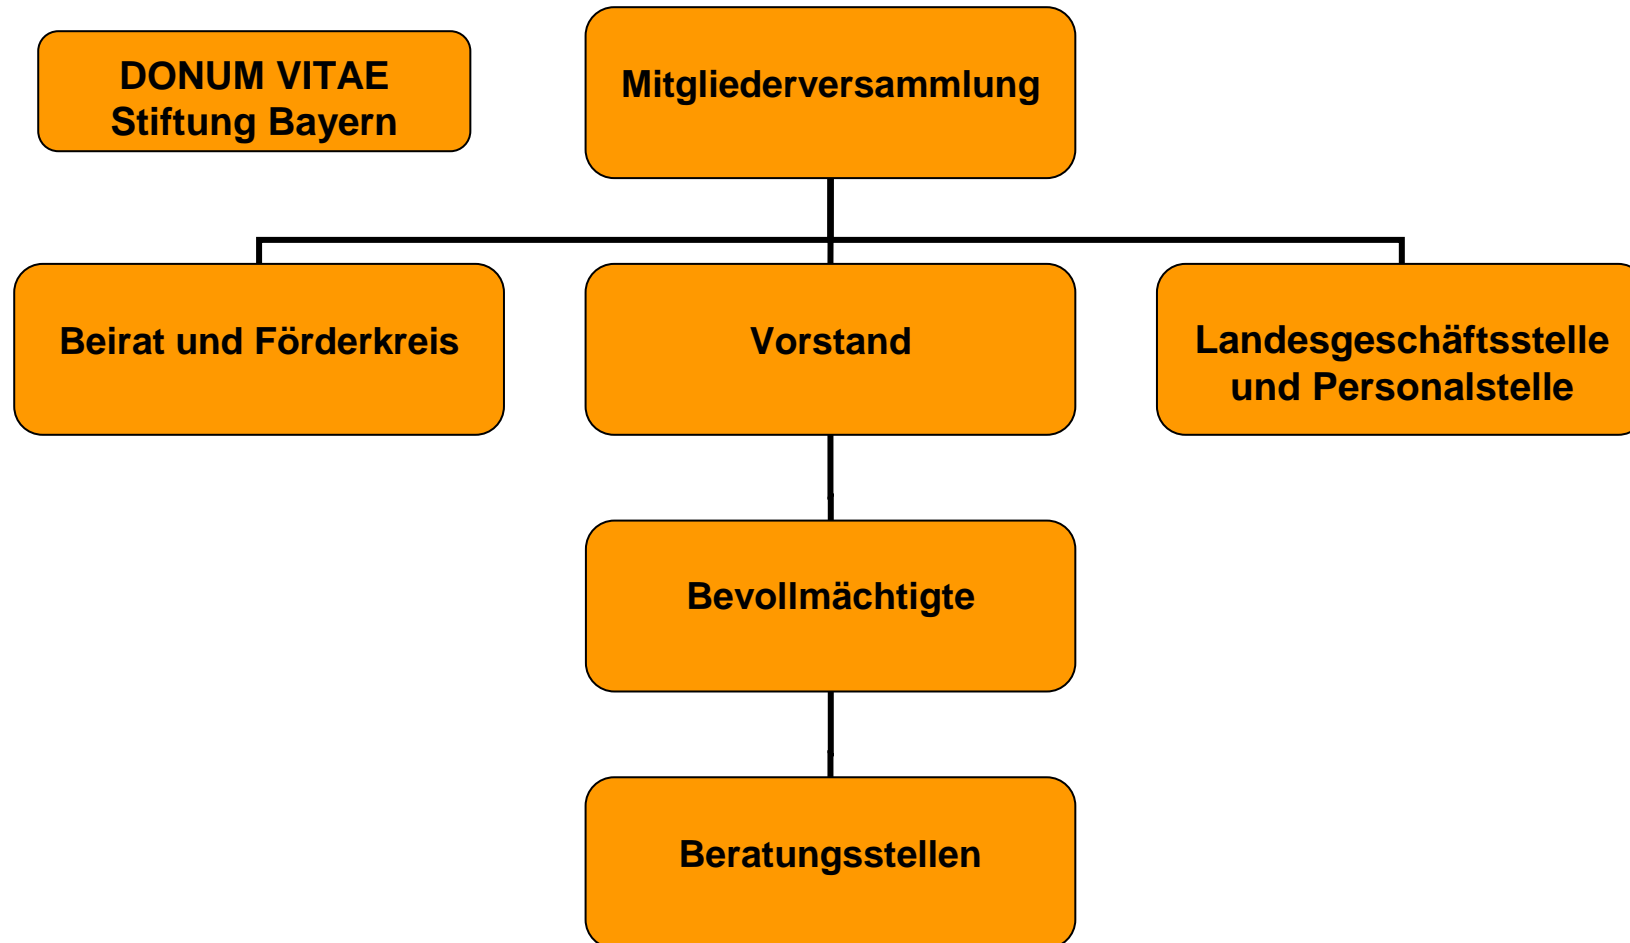 DONUM VITAE
Stiftung Bayern
Mitgliederversammlung
Beirat und Förderkreis
Vorstand
Landesgeschäftsstelle
und Personalstelle
Bevollmächtigte
Beratungsstellen